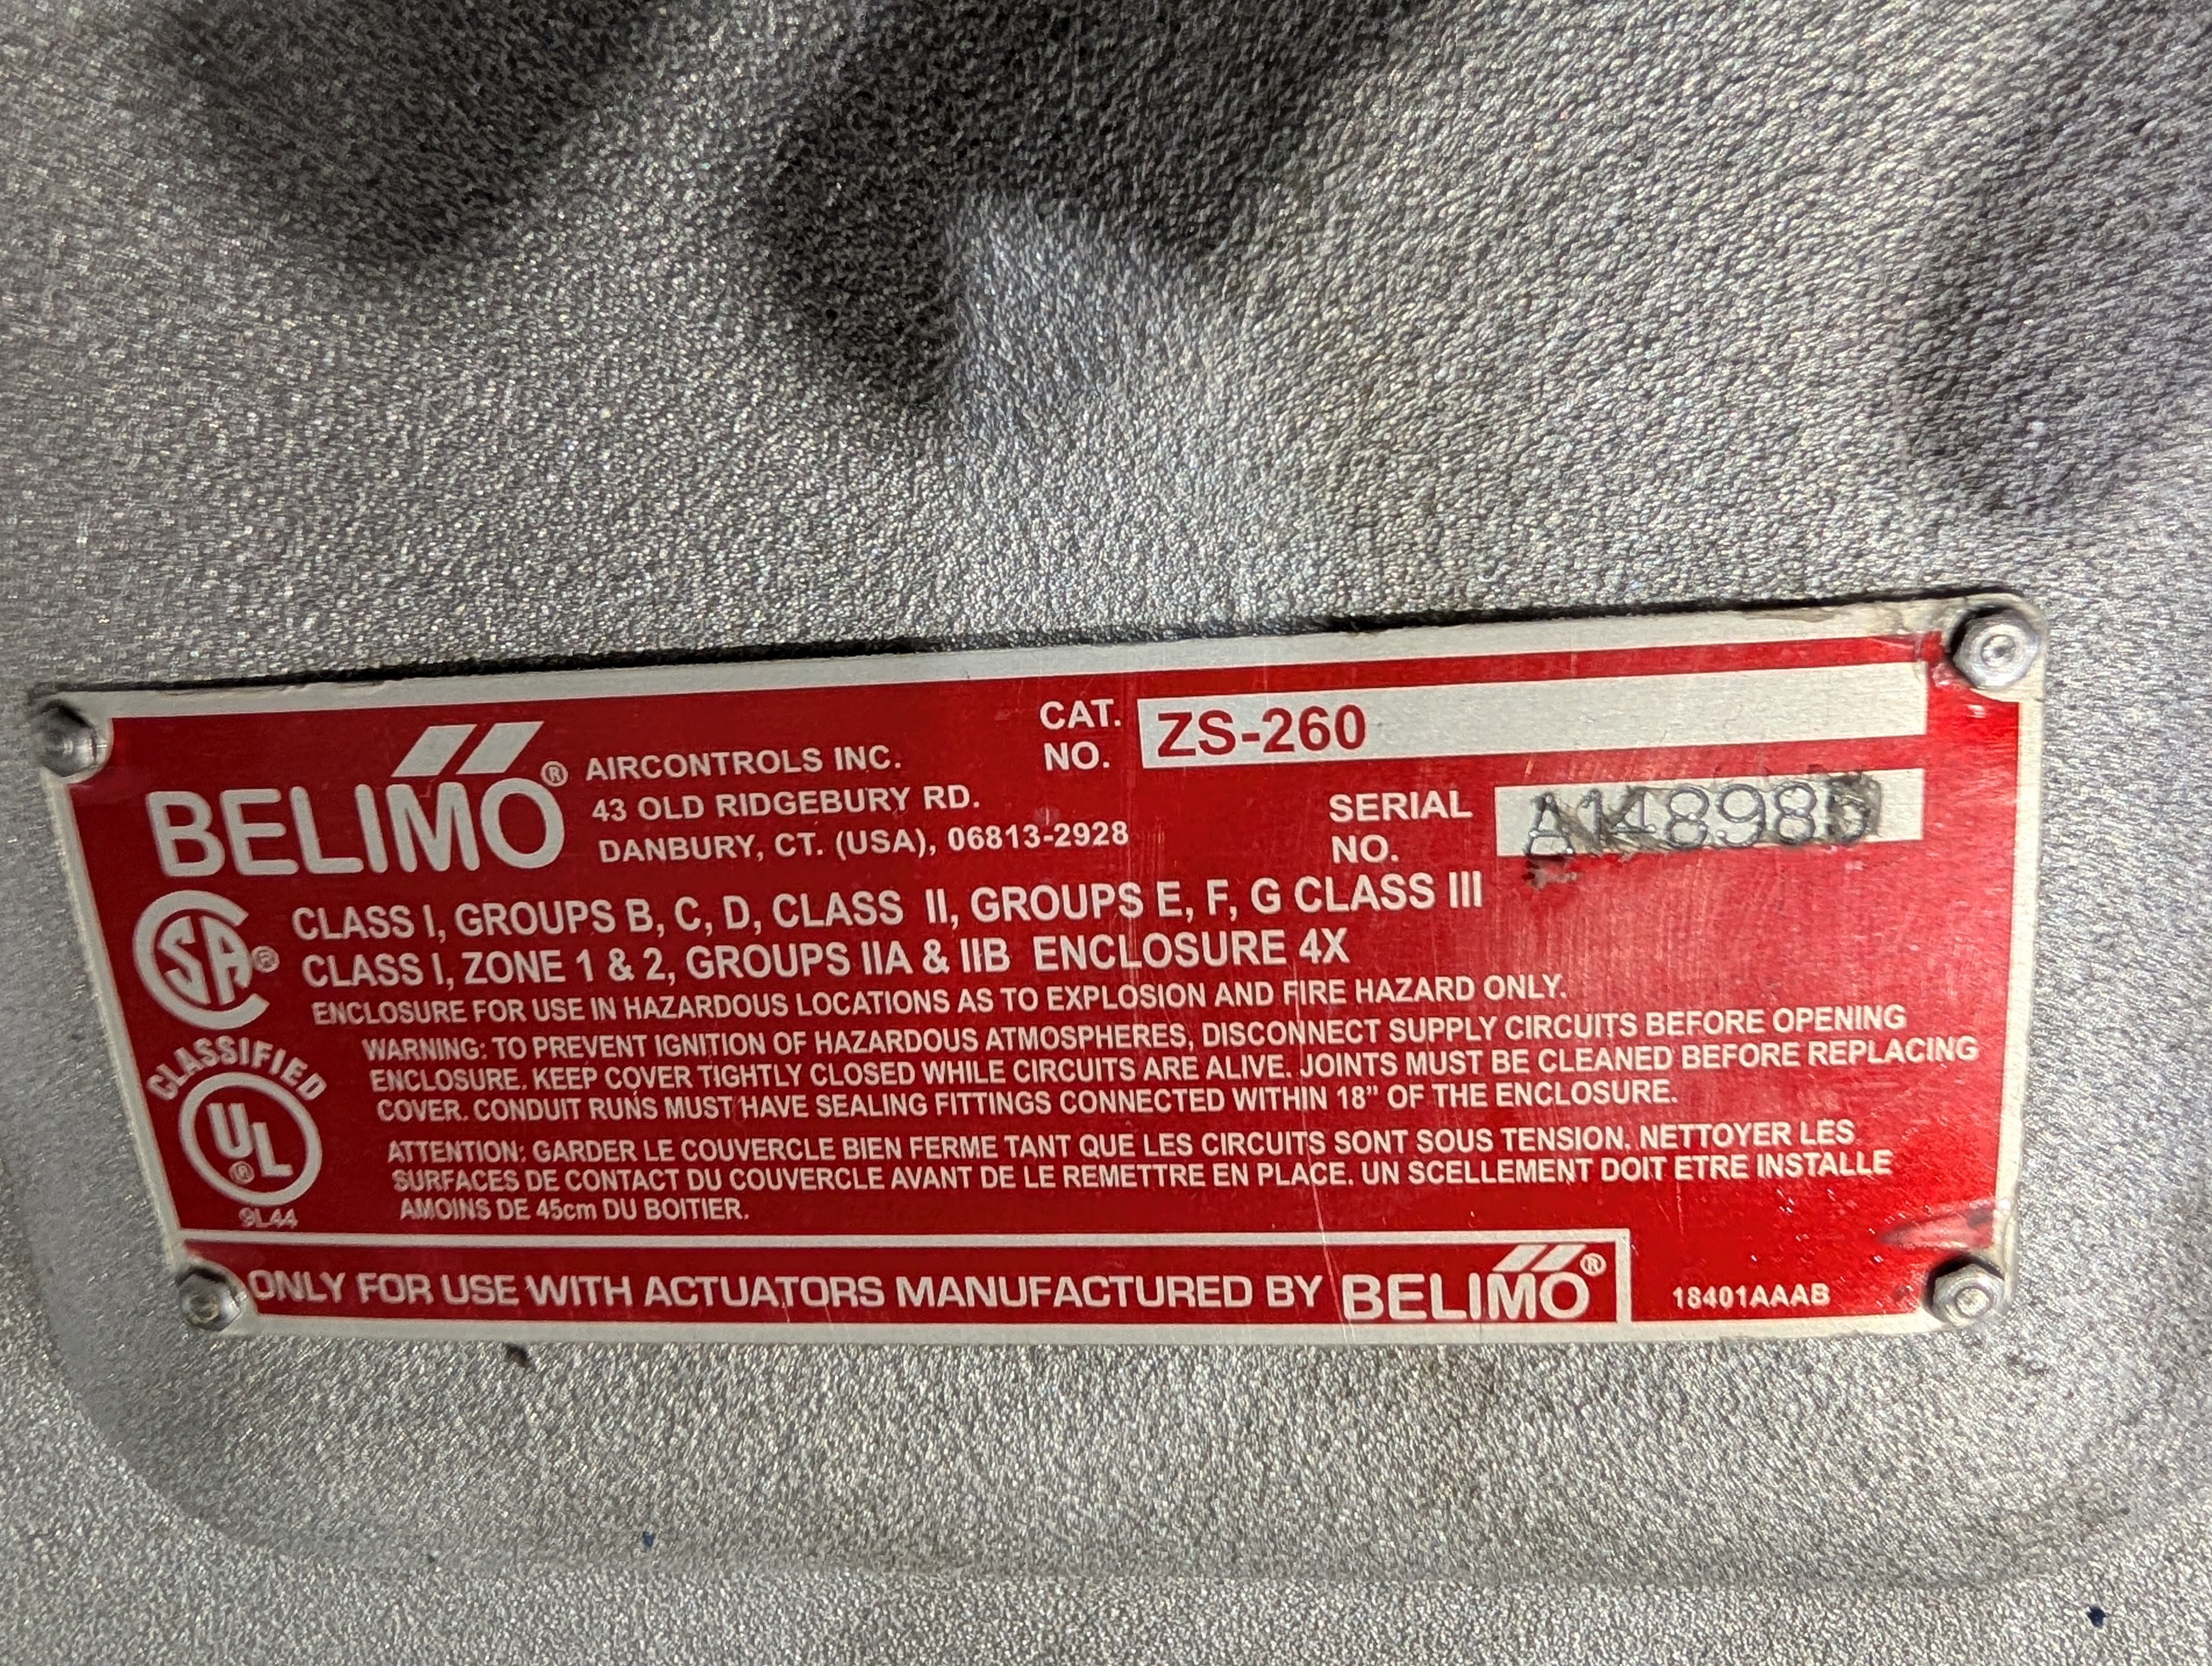 BELIMO® AIRCONTROLS INC.
43 OLD RIDGEBURY RD.
DANBURY, CT. (USA), 06813-2928
CAT. NO. ZS-260
SERIAL NO. A148985
SA®
CLASS I, GROUPS B, C, D, CLASS II, GROUPS E, F, G CLASS III
CLASS I, ZONE 1 & 2, GROUPS IIA & IIB ENCLOSURE 4X
ENCLOSURE FOR USE IN HAZARDOUS LOCATIONS AS TO EXPLOSION AND FIRE HAZARD ONLY.
CLASSIFIED
UL®
9L44
WARNING: TO PREVENT IGNITION OF HAZARDOUS ATMOSPHERES, DISCONNECT SUPPLY CIRCUITS BEFORE OPENING
ENCLOSURE. KEEP COVER TIGHTLY CLOSED WHILE CIRCUITS ARE ALIVE. JOINTS MUST BE CLEANED BEFORE REPLACING
COVER. CONDUIT RUNS MUST HAVE SEALING FITTINGS CONNECTED WITHIN 18” OF THE ENCLOSURE.
ATTENTION: GARDER LE COUVERCLE BIEN FERME TANT QUE LES CIRCUITS SONT SOUS TENSION. NETTOYER LES
SURFACES DE CONTACT DU COUVERCLE AVANT DE LE REMETTRE EN PLACE. UN SCELLEMENT DOIT ETRE INSTALLE
AMOINS DE 45cm DU BOITIER.
ONLY FOR USE WITH ACTUATORS MANUFACTURED BY BELIMO®
18401AAAB